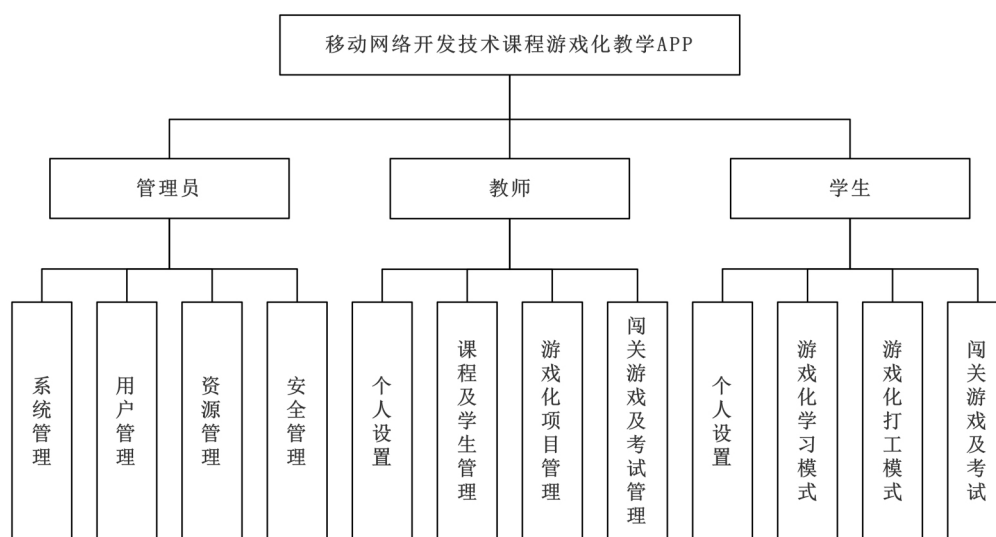 移动网络开发技术课程游戏化教学APP
管理员
教师
学生
系统管理
用户管理
资源管理
安全管理
个人设置
课程及学生管理
游戏化项目管理
闯关游戏及考试管理
个人设置
游戏化学习模式
游戏化打工模式
闯关游戏及考试